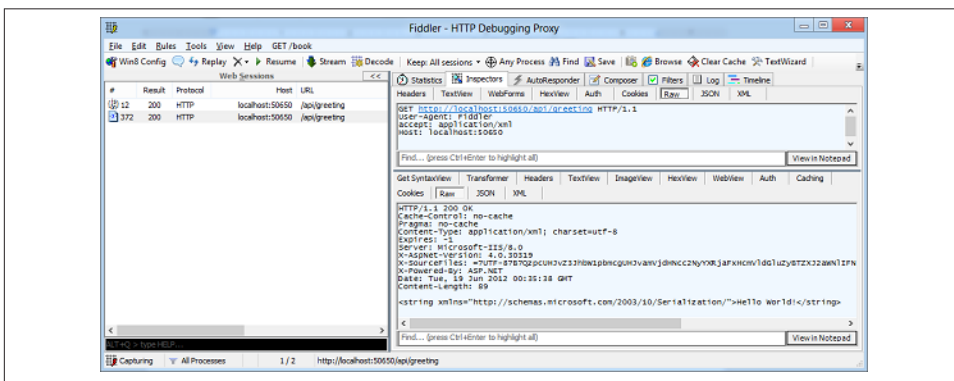 Fiddler - HTTP Debugging Proxy
File Edit Rules Tools View Help GET /book
Win8 Config Replay X Resume Stream Decode Keep: All sessions Any Process Find Save Browse Clear Cache TextWizard
Web Sessions <<
# Result Protocol Host URL
12 200 HTTP localhost:50650 /api/greeting
372 200 HTTP localhost:50650 /api/greeting
ALT+Q > type HELP...
Statistics Inspectors AutoResponder Composer Filters Log Timeline
Headers TextView WebForms HexView Auth Cookies Raw JSON XML
GET http://localhost:50650/api/greeting HTTP/1.1
User-Agent: Fiddler
accept: application/xml
Host: localhost:50650
Find... (press Ctrl+Enter to highlight all) View in Notepad
Get SyntaxView Transformer Headers TextView ImageView HexView WebView Auth Caching
Cookies Raw JSON XML
HTTP/1.1 200 OK
Cache-Control: no-cache
Pragma: no-cache
Content-Type: application/xml; charset=utf-8
Expires: -1
Server: Microsoft-IIS/8.0
X-AspNet-Version: 4.0.30319
X-SourceFiles:
X-Powered-By: ASP.NET
Date: Tue, 19 Jun 2012 00:35:38 GMT
Content-Length: 89
<string xmlns="http://schemas.microsoft.com/2003/10/Serialization/">Hello World!</string>
Find... (press Ctrl+Enter to highlight all) View in Notepad
Capturing All Processes 1 / 2 http://localhost:50650/api/greeting